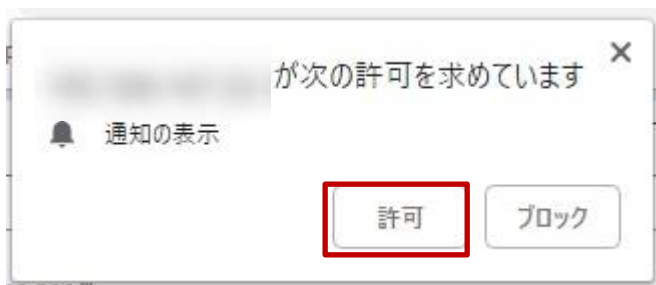 が次の許可を求めています
通知の表示
許可
ブロック